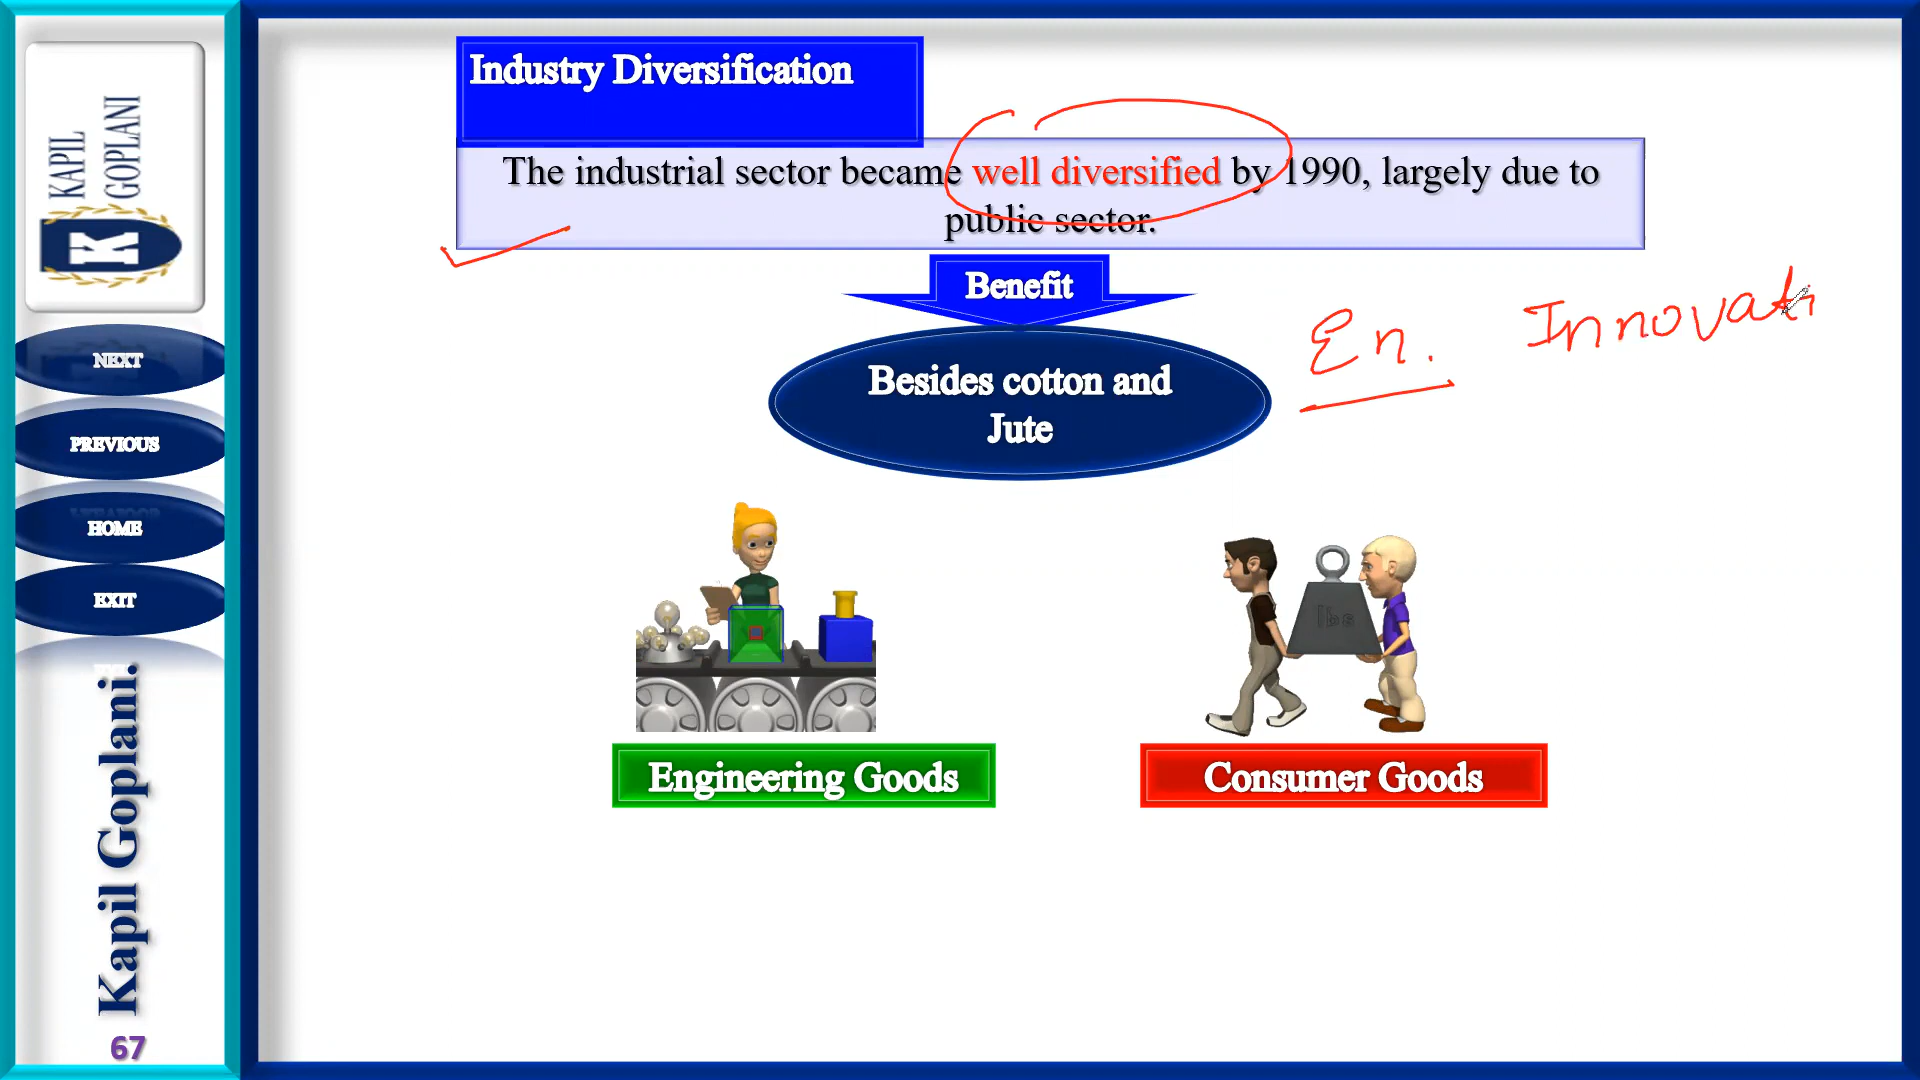 Industry Diversification
The industrial sector became well diversified by 1990, largely due to
public sector.
Benefit
Besides cotton and
Jute
En. Innovati
lbs
Engineering Goods
Consumer Goods
KAPIL
GOPLANI
K
NEXT
PREVIOUS
HOME
EXIT
Kapil Goplani.
67